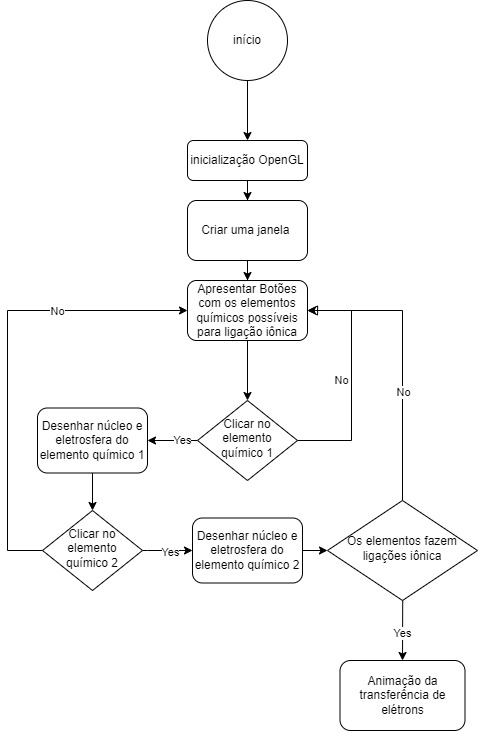 início
inicialização OpenGL
Criar uma janela
Apresentar Botões
com os elementos
químicos possíveis
para ligação iônica
No
No
No
Clicar no
elemento
químico 1
Yes
Desenhar núcleo e
eletrosfera do
elemento químico 1
Clicar no
elemento
químico 2
Yes
Desenhar núcleo e
eletrosfera do
elemento químico 2
Os elementos fazem
ligações iônica
Yes
Animação da
transferência de
elétrons